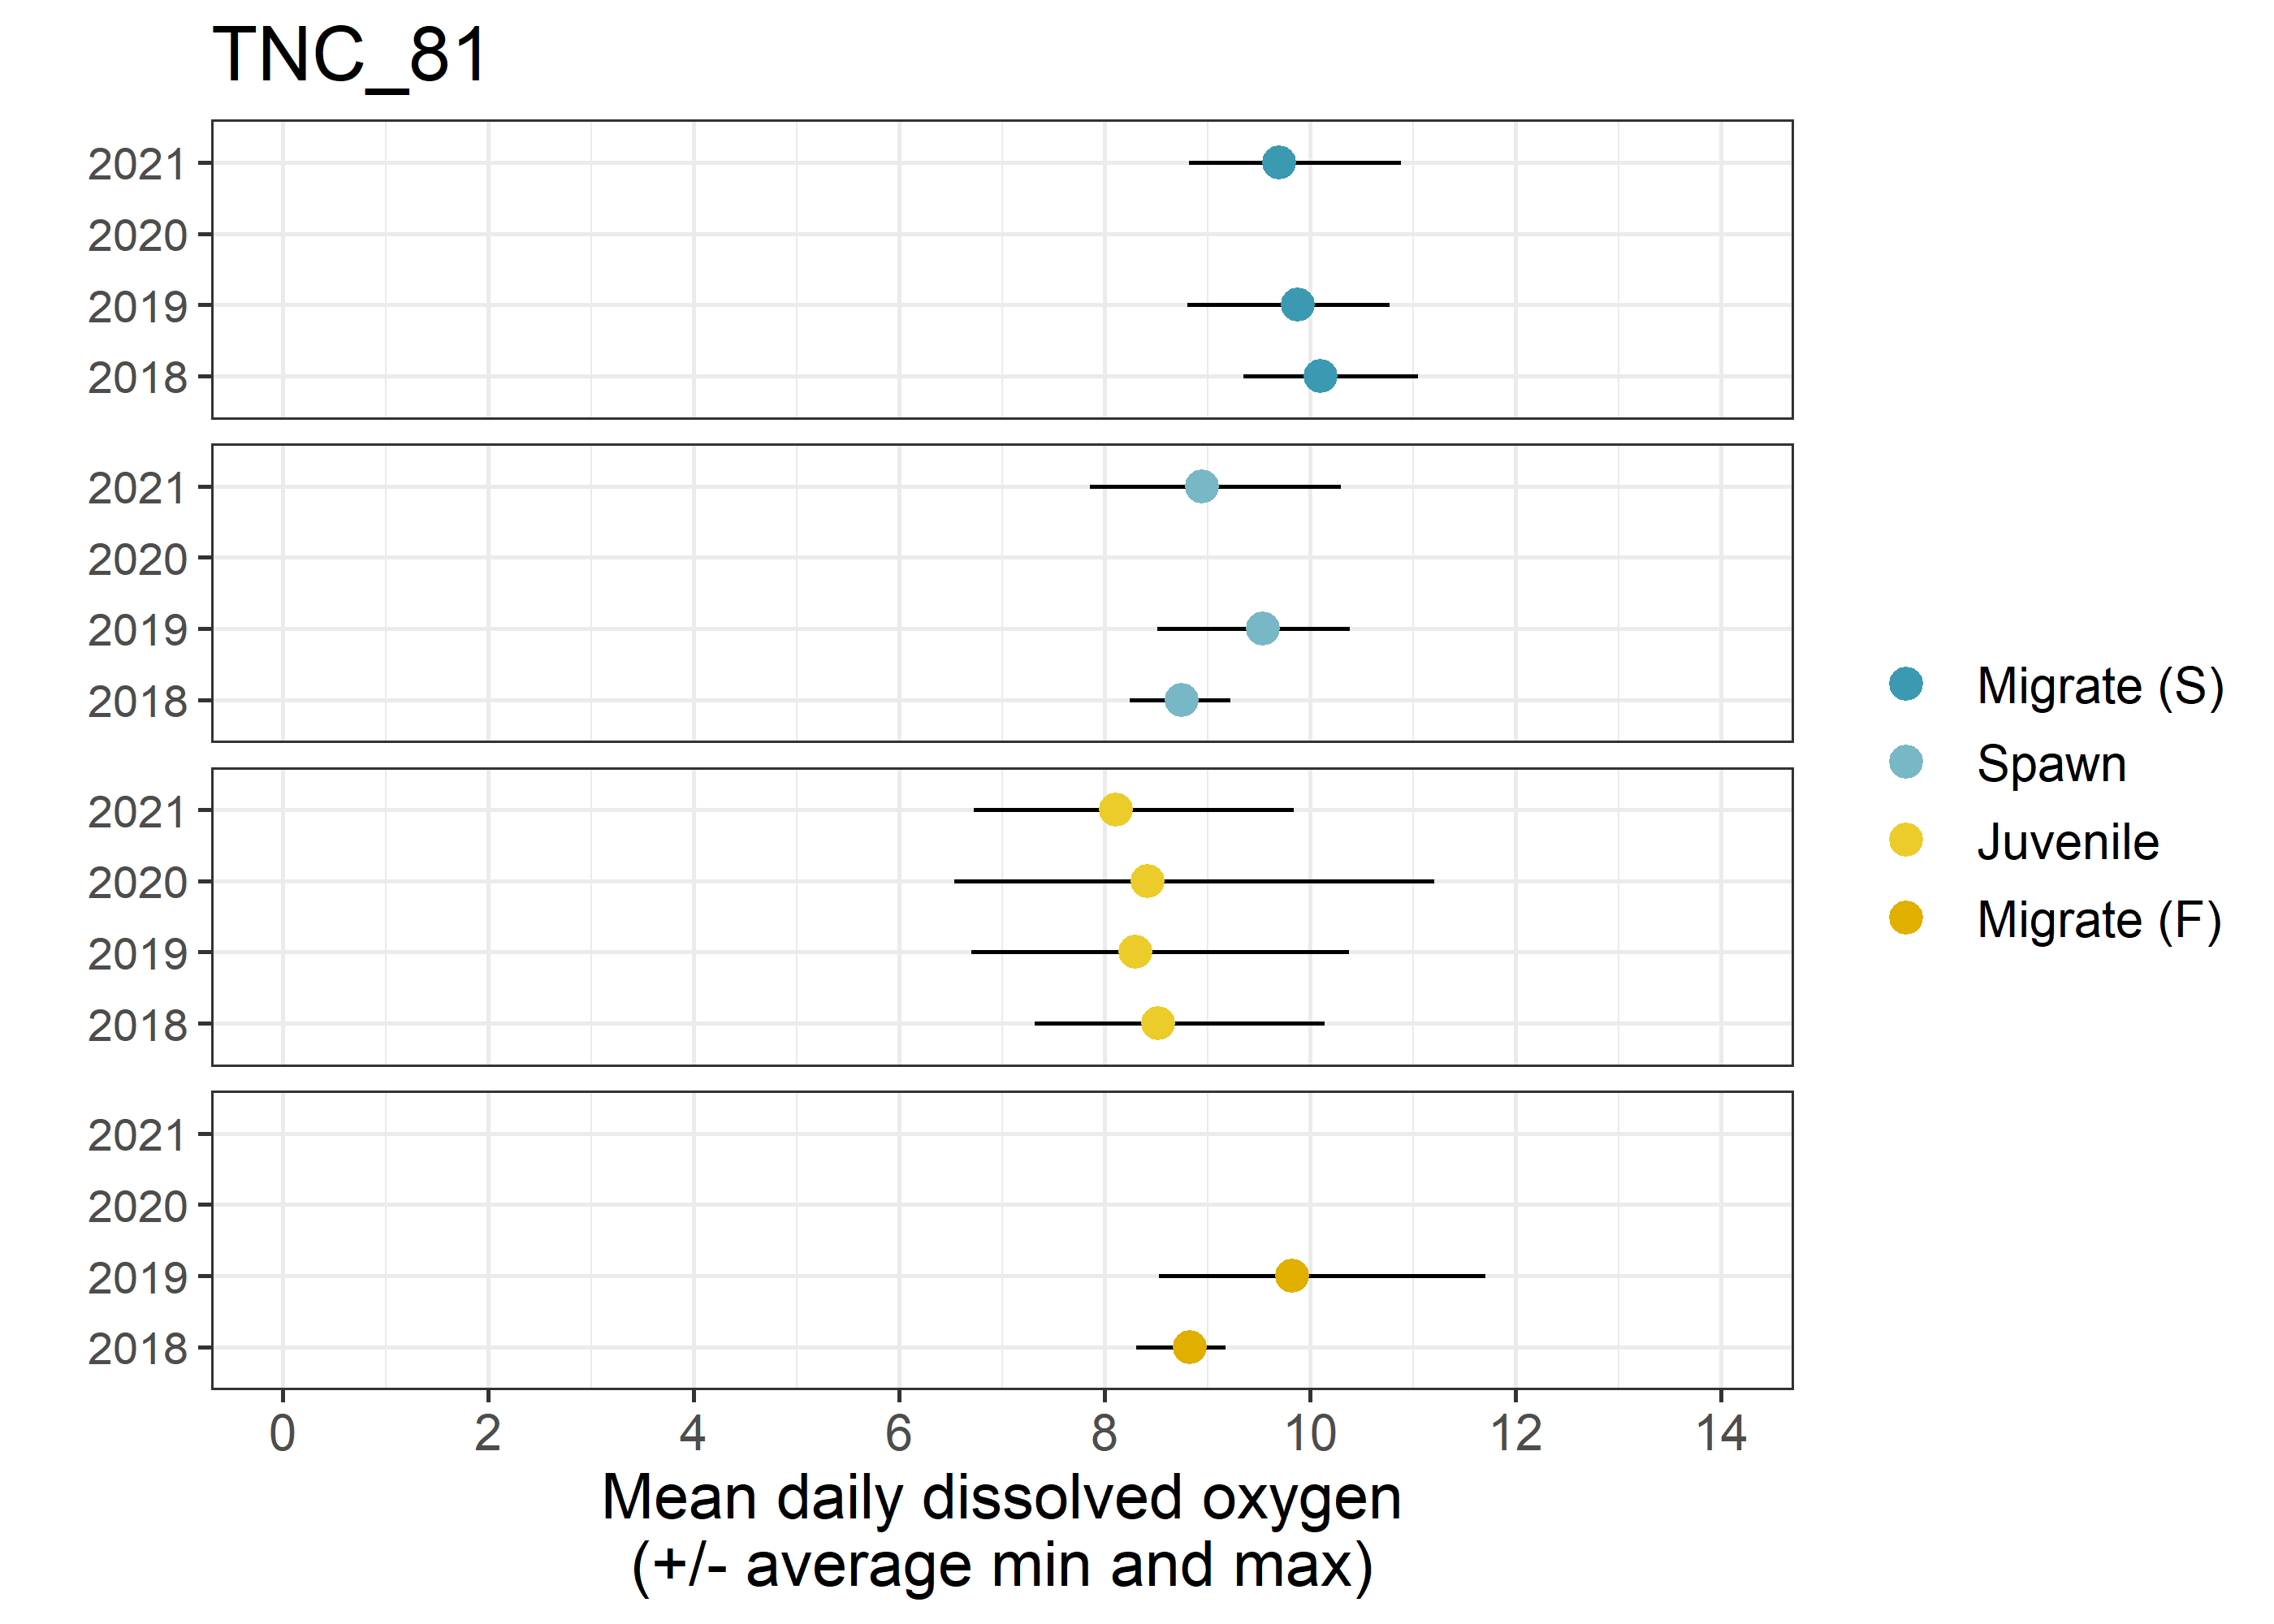 TNC_81
2021
2020
2019
2018
2021
2020
2019
2018
2021
2020
2019
2018
2021
2020
2019
2018
0 2 4 6 8 10 12 14
Mean daily dissolved oxygen
(+/- average min and max)
Migrate (S)
Spawn
Juvenile
Migrate (F)